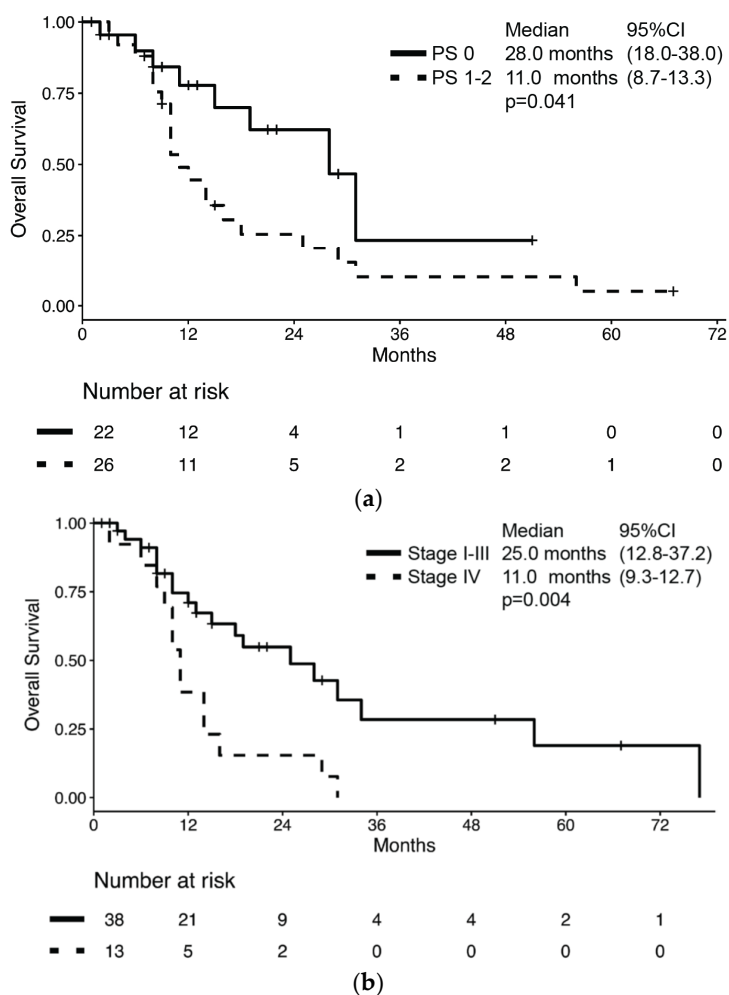 Median 95%CI
PS 0 28.0 months (18.0-38.0)
PS 1-2 11.0 months (8.7-13.3)
p=0.041
1.00
0.75
0.50
0.25
0.00
Overall Survival
0 12 24 36 48 60 72
Months
Number at risk
22 12 4 1 1 0 0
26 11 5 2 2 1 0
(a)
Median 95%CI
Stage I-III 25.0 months (12.8-37.2)
Stage IV 11.0 months (9.3-12.7)
p=0.004
1.00
0.75
0.50
0.25
0.00
Overall Survival
0 12 24 36 48 60 72
Months
Number at risk
38 21 9 4 4 2 1
13 5 2 0 0 0 0
(b)